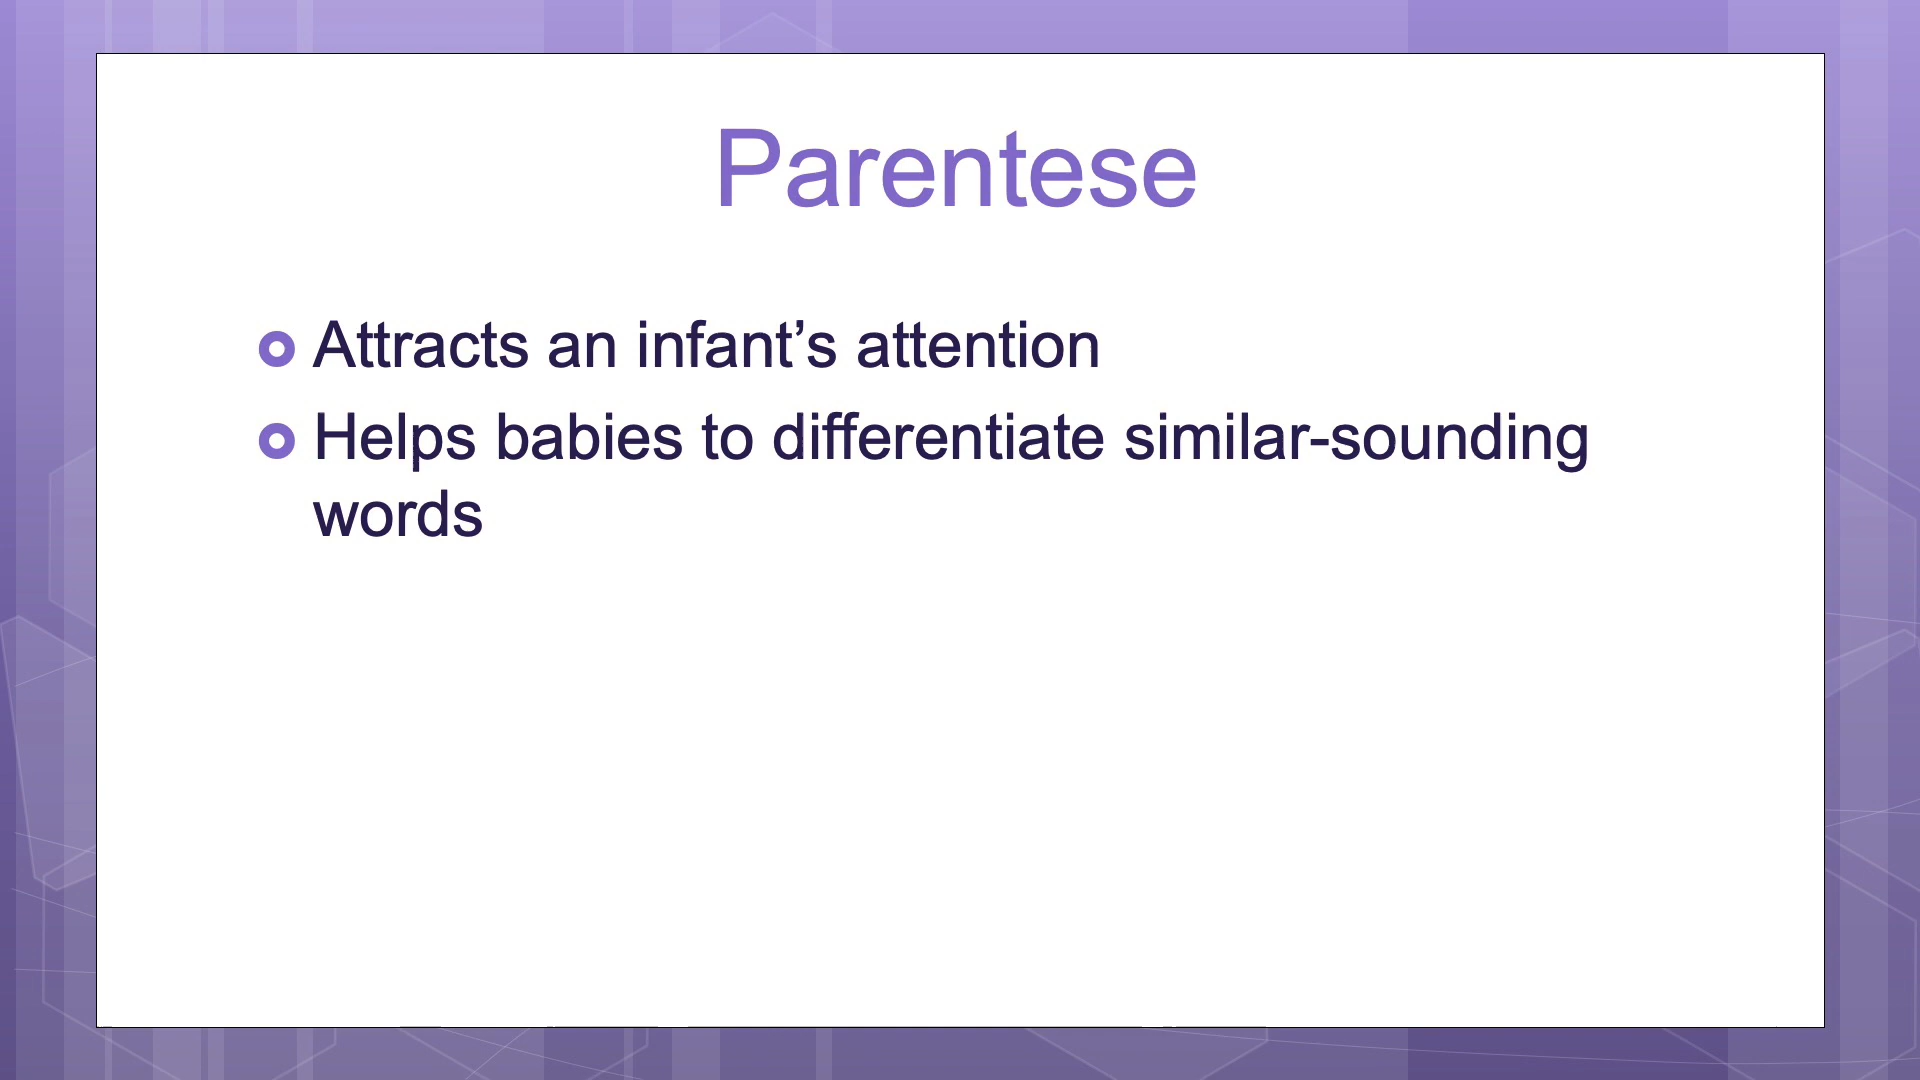 Parentese
Attracts an infant’s attention
Helps babies to differentiate similar-sounding
words